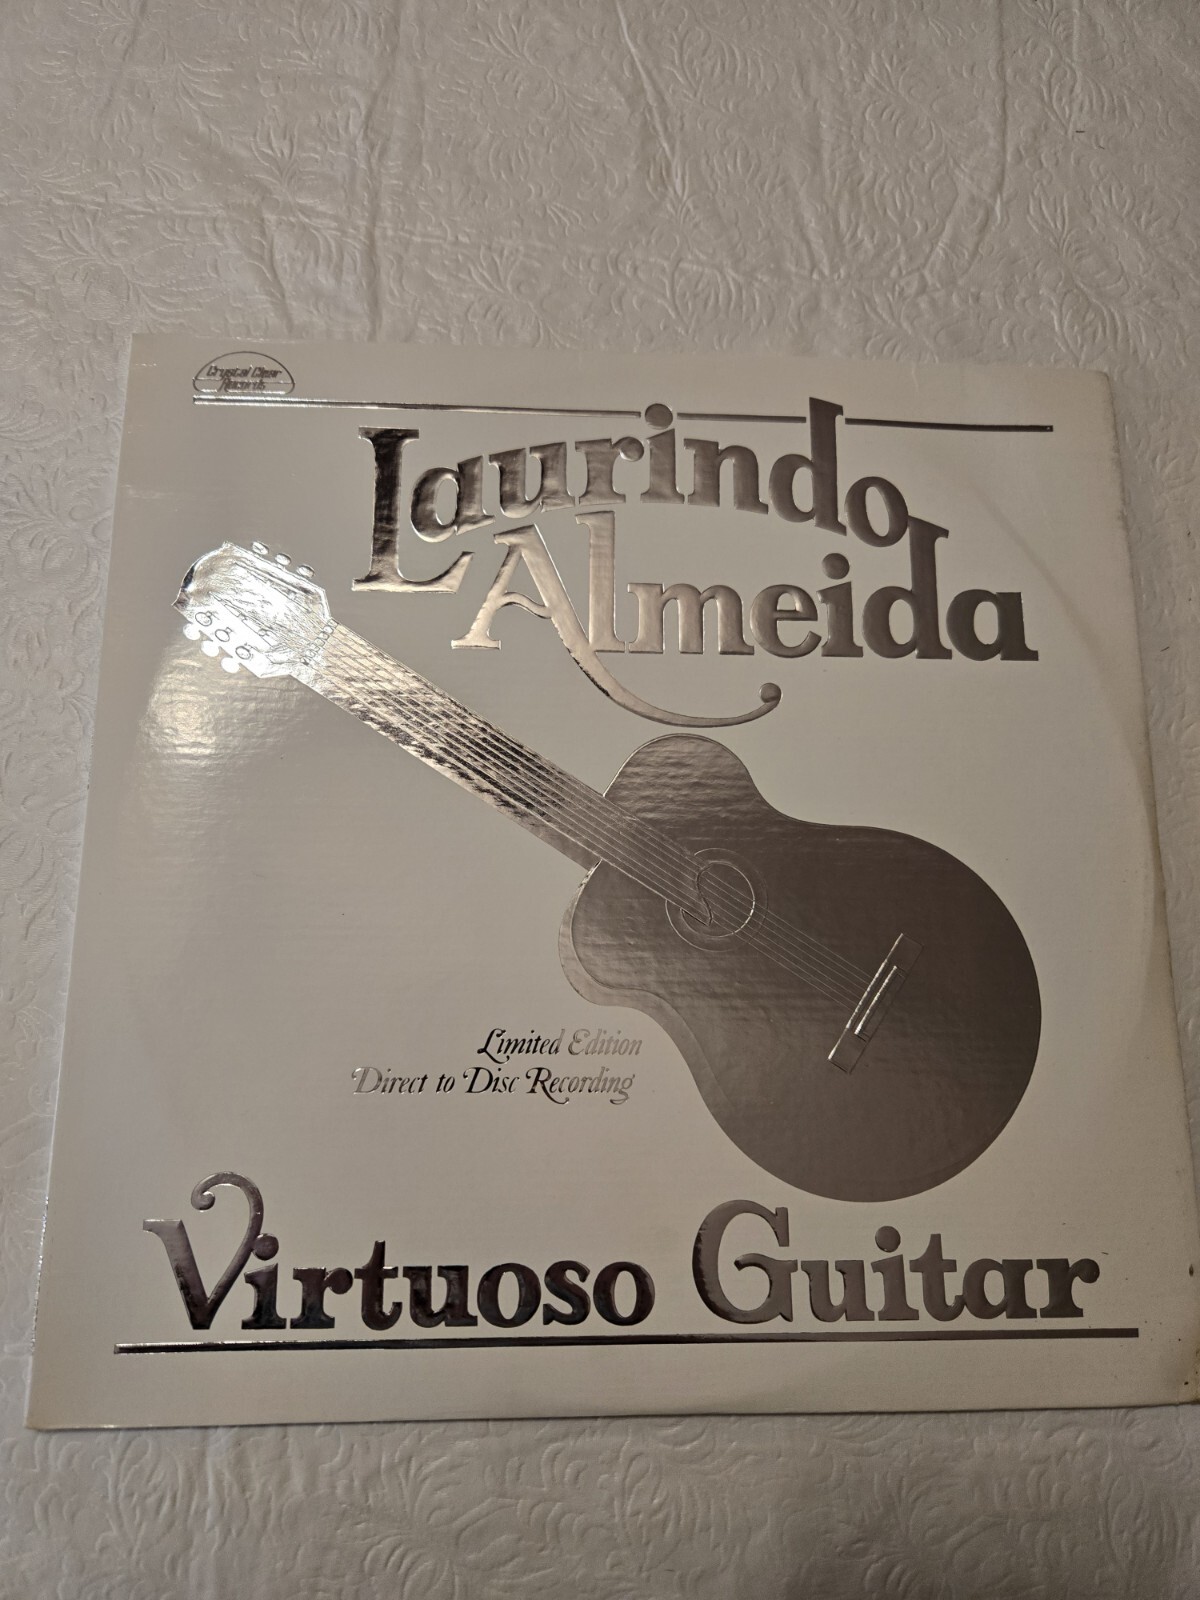 Crystal Clear
Records
Laurindo
Almeida
Limited Edition
Direct to Disc Recording
Virtuoso Guitar